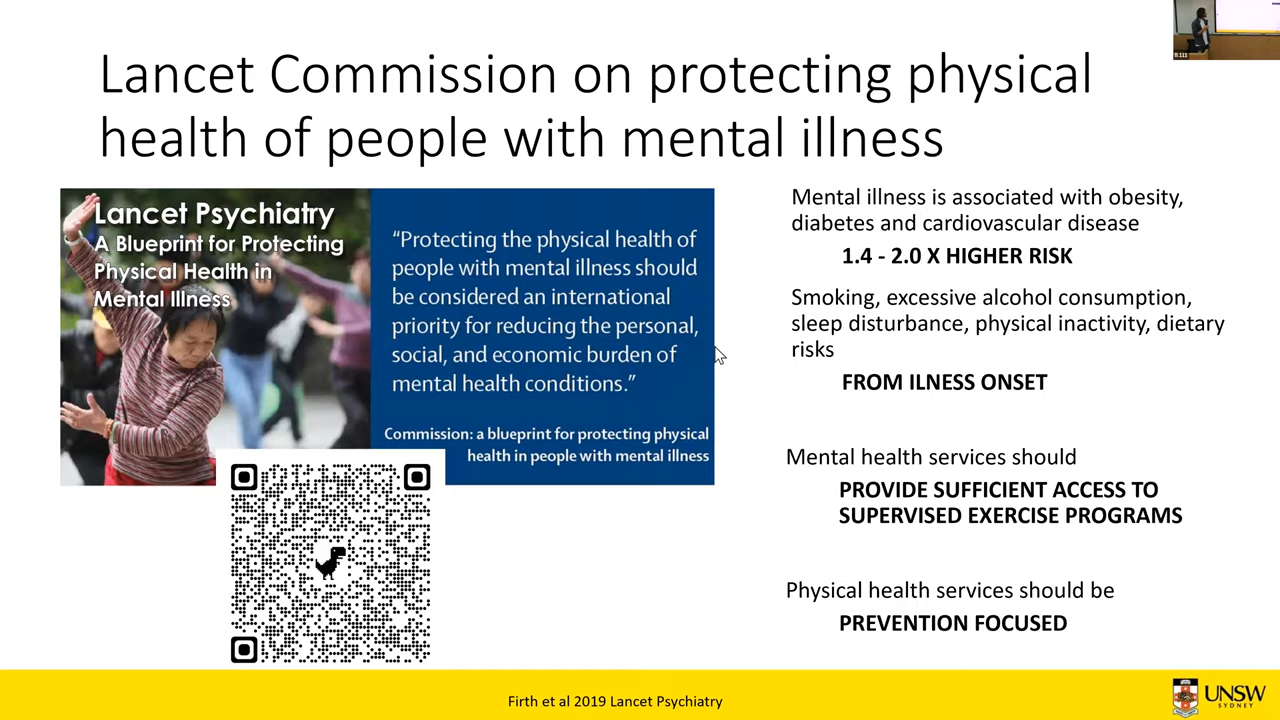 Lancet Commission on protecting physical
health of people with mental illness
Lancet Psychiatry
A Blueprint for Protecting
Physical Health in
Mental Illness
“Protecting the physical health of
people with mental illness should
be considered an international
priority for reducing the personal,
social, and economic burden of
mental health conditions.”
Commission: a blueprint for protecting physical
health in people with mental illness
Mental illness is associated with obesity,
diabetes and cardiovascular disease
1.4 - 2.0 X HIGHER RISK
Smoking, excessive alcohol consumption,
sleep disturbance, physical inactivity, dietary
risks
FROM ILNESS ONSET
Mental health services should
PROVIDE SUFFICIENT ACCESS TO
SUPERVISED EXERCISE PROGRAMS
Physical health services should be
PREVENTION FOCUSED
Firth et al 2019 Lancet Psychiatry
UNSW
SYDNEY